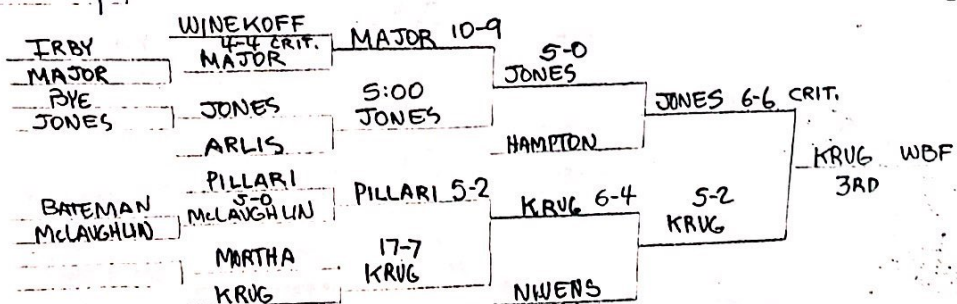 WINEKOFF
IRBY
4-4 CRIT.
MAJOR
MAJOR 10-9
MAJOR
BYE
JONES
JONES
ARLIS
5:00
JONES
5-0
JONES
HAMPTON
JONES 6-6 CRIT.
KRUG WBF
3RD
PILLARI
BATEMAN
5-0
McLAUGHLIN
McLAUGHLIN
PILLARI 5-2
MARTHA
KRUG
17-7
KRUG
KRUG 6-4
5-2
KRUG